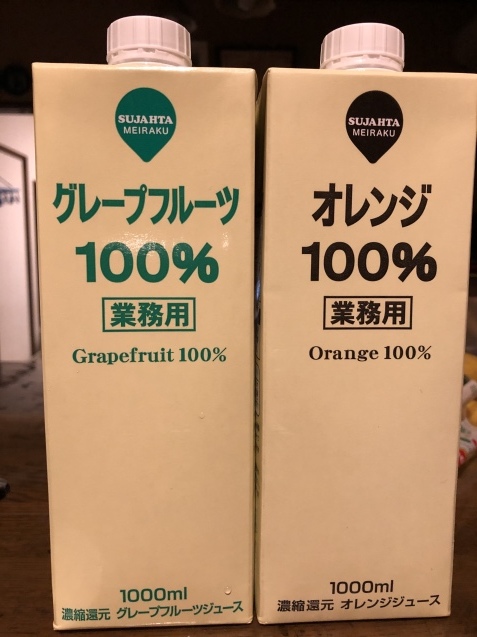 SUJAHTA
MEIRAKU
グレープフルーツ
100%
業務用
Grapefruit 100%
1000ml
濃縮還元 グレープフルーツジュース
SUJAHTA
MEIRAKU
オレンジ
100%
業務用
Orange 100%
1000ml
濃縮還元 オレンジジュース